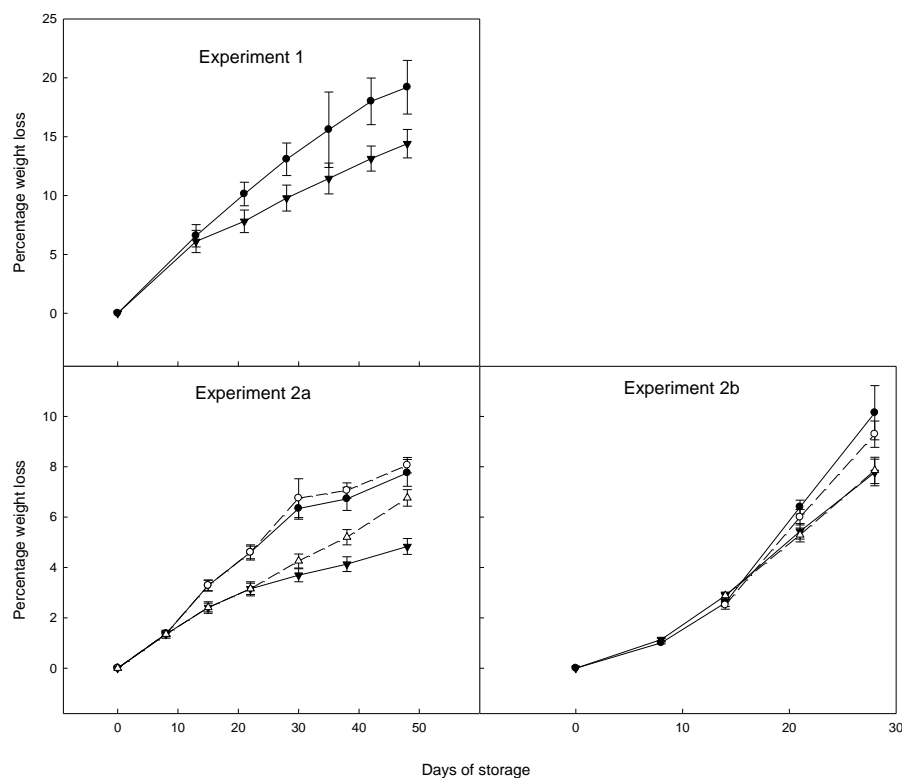 25
20
15
10
5
0
Percentage weight loss
Experiment 1
10
8
6
4
2
0
Percentage weight loss
Experiment 2a
Experiment 2b
0 10 20 30 40 50
0 10 20 30
Days of storage